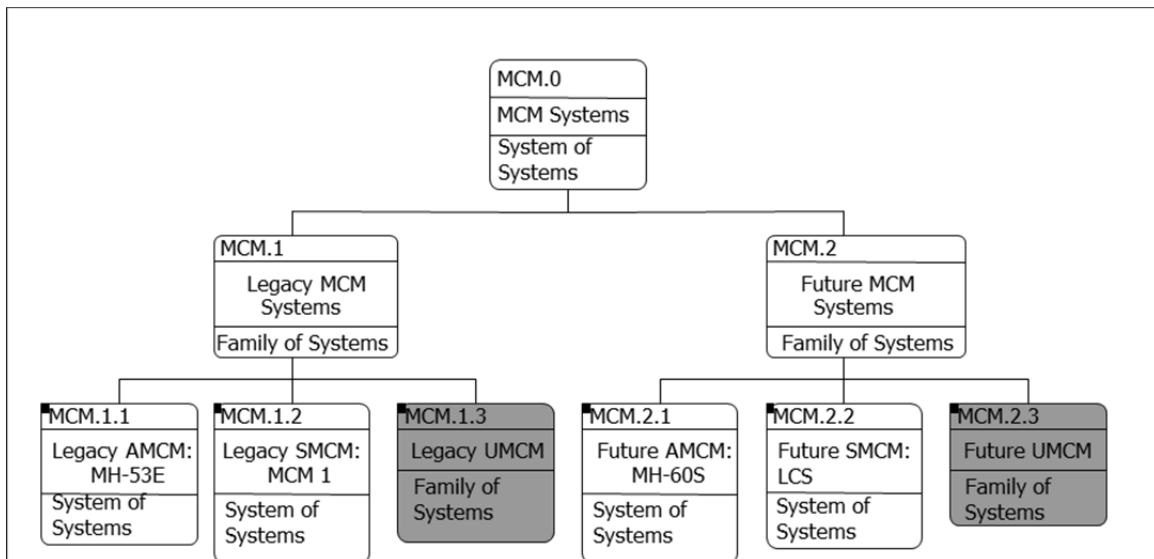 MCM.0
MCM Systems
System of
Systems
MCM.1
Legacy MCM
Systems
Family of Systems
MCM.2
Future MCM
Systems
Family of Systems
MCM.1.1
Legacy AMCM:
MH-53E
System of
Systems
MCM.1.2
Legacy SMCM:
MCM 1
System of
Systems
MCM.1.3
Legacy UMCM
Family of
Systems
MCM.2.1
Future AMCM:
MH-60S
System of
Systems
MCM.2.2
Future SMCM:
LCS
System of
Systems
MCM.2.3
Future UMCM
Family of
Systems